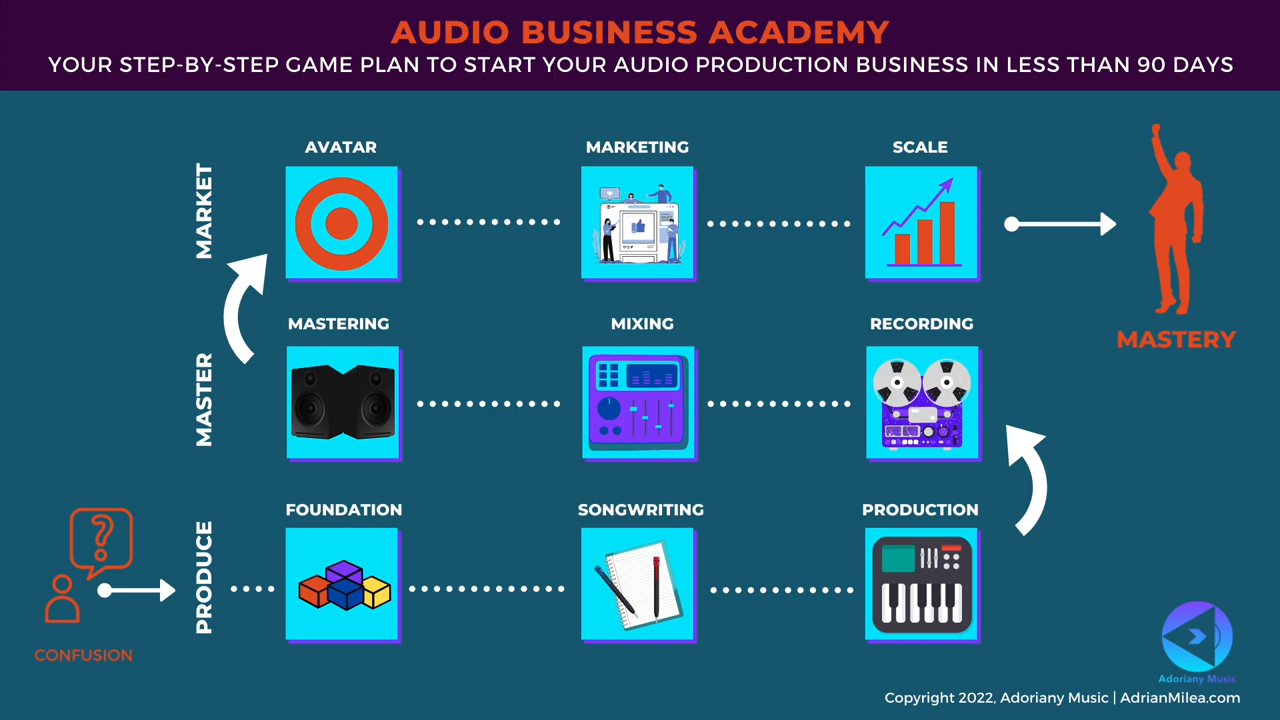 AUDIO BUSINESS ACADEMY
YOUR STEP-BY-STEP GAME PLAN TO START YOUR AUDIO PRODUCTION BUSINESS IN LESS THAN 90 DAYS
MARKET
AVATAR
MARKETING
SCALE
MASTERY
MASTER
MASTERING
MIXING
RECORDING
PRODUCE
FOUNDATION
SONGWRITING
PRODUCTION
?
CONFUSION
Adoriany Music
Copyright 2022, Adoriany Music | AdrianMilea.com